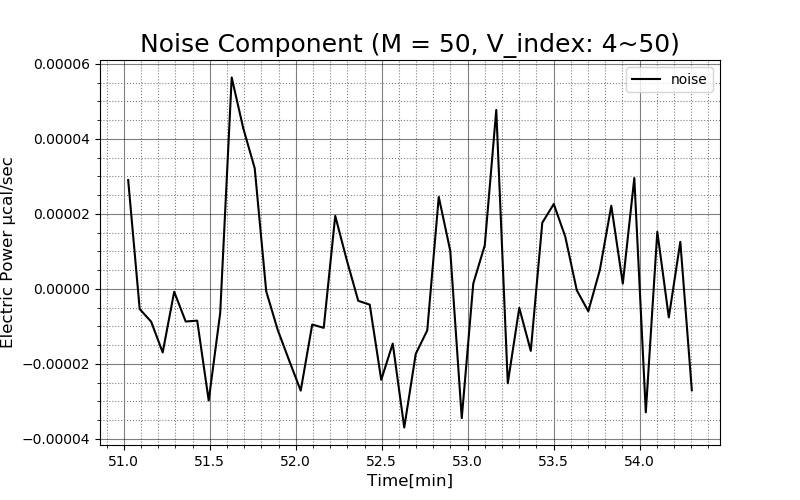 Noise Component (M = 50, V_index: 4~50)
noise
0.00006
0.00004
0.00002
0.00000
−0.00002
−0.00004
Electric Power μcal/sec
51.0 51.5 52.0 52.5 53.0 53.5 54.0
Time[min]